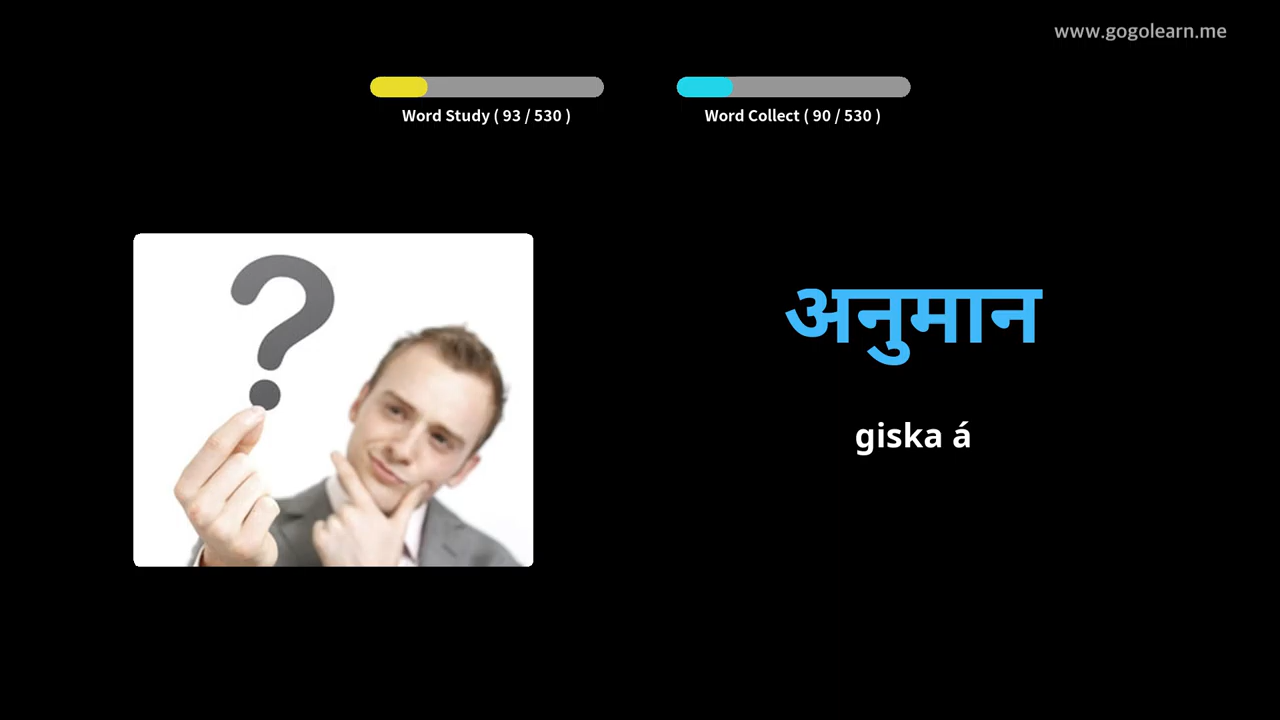 www.gogolearn.me
Word Study ( 93 / 530 )
Word Collect ( 90 / 530 )
अनुमान
giska á